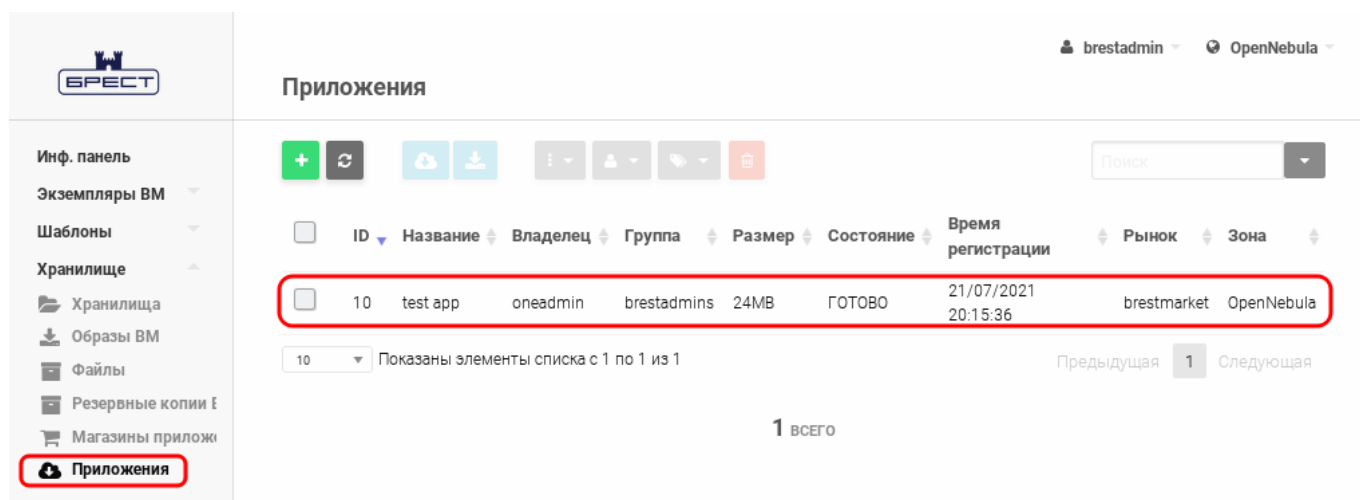 brestadmin OpenNebula
БРЕСТ
Приложения
Инф. панель
Экземпляры ВМ
Шаблоны
Хранилище
Хранилища
Образы ВМ
Файлы
Резервные копии В
Магазины прилож
Приложения
Поиск
ID Название Владелец Группа Размер Состояние Время регистрации Рынок Зона
10 test app oneadmin brestadmins 24MB ГОТОВО 21/07/2021 20:15:36 brestmarket OpenNebula
10 Показаны элементы списка с 1 по 1 из 1
Предыдущая 1 Следующая
1 ВСЕГО